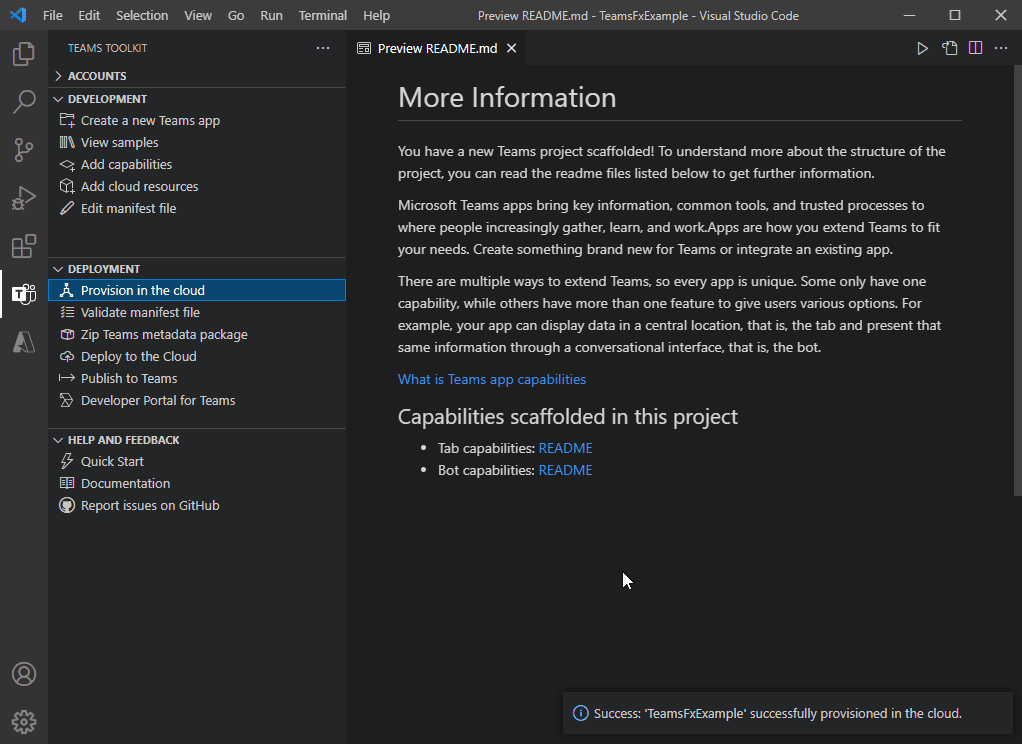 File Edit Selection View Go Run Terminal Help Preview README.md - TeamsFxExample - Visual Studio Code
TEAMS TOOLKIT
ACCOUNTS
DEVELOPMENT
Create a new Teams app
View samples
Add capabilities
Add cloud resources
Edit manifest file
DEPLOYMENT
Provision in the cloud
Validate manifest file
Zip Teams metadata package
Deploy to the Cloud
Publish to Teams
Developer Portal for Teams
HELP AND FEEDBACK
Quick Start
Documentation
Report issues on GitHub
Preview README.md
More Information
You have a new Teams project scaffolded! To understand more about the structure of the
project, you can read the readme files listed below to get further information.
Microsoft Teams apps bring key information, common tools, and trusted processes to
where people increasingly gather, learn, and work.Apps are how you extend Teams to fit
your needs. Create something brand new for Teams or integrate an existing app.
There are multiple ways to extend Teams, so every app is unique. Some only have one
capability, while others have more than one feature to give users various options. For
example, your app can display data in a central location, that is, the tab and present that
same information through a conversational interface, that is, the bot.
What is Teams app capabilities
Capabilities scaffolded in this project
• Tab capabilities: README
• Bot capabilities: README
Success: 'TeamsFxExample' successfully provisioned in the cloud.